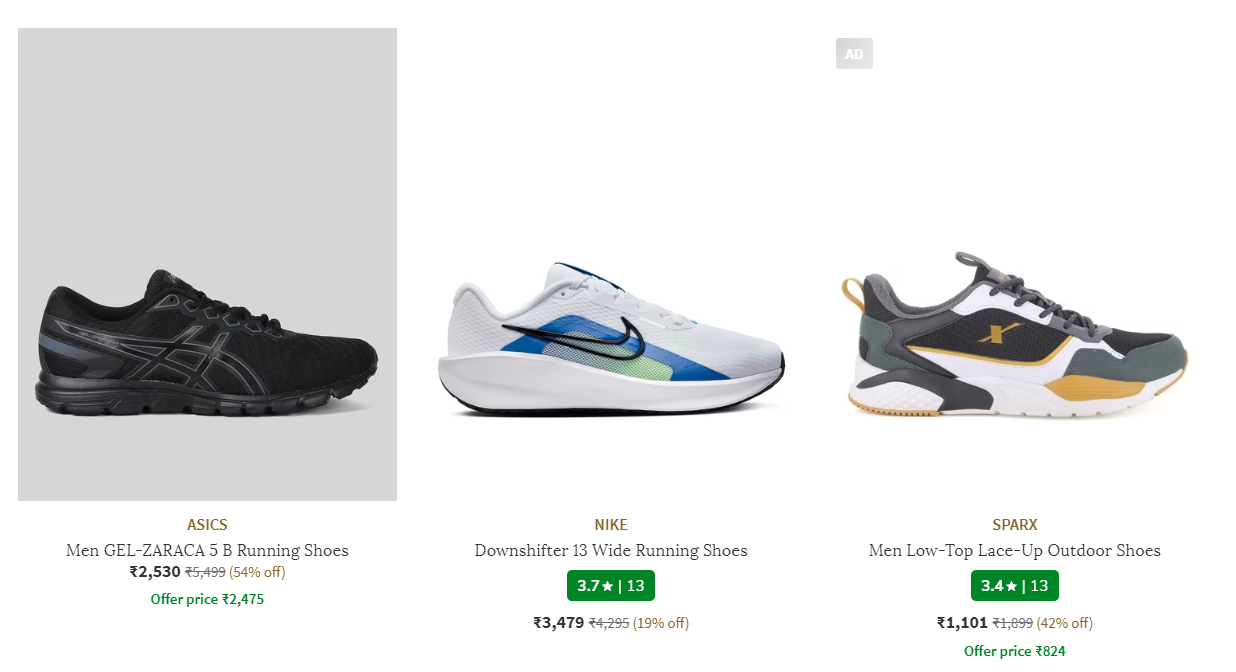 AD
ASICS
Men GEL-ZARACA 5 B Running Shoes
₹2,530 ₹5,499 (54% off)
Offer price ₹2,475
NIKE
Downshifter 13 Wide Running Shoes
3.7★ | 13
₹3,479 ₹4,295 (19% off)
SPARX
Men Low-Top Lace-Up Outdoor Shoes
3.4★ | 13
₹1,101 ₹1,899 (42% off)
Offer price ₹824